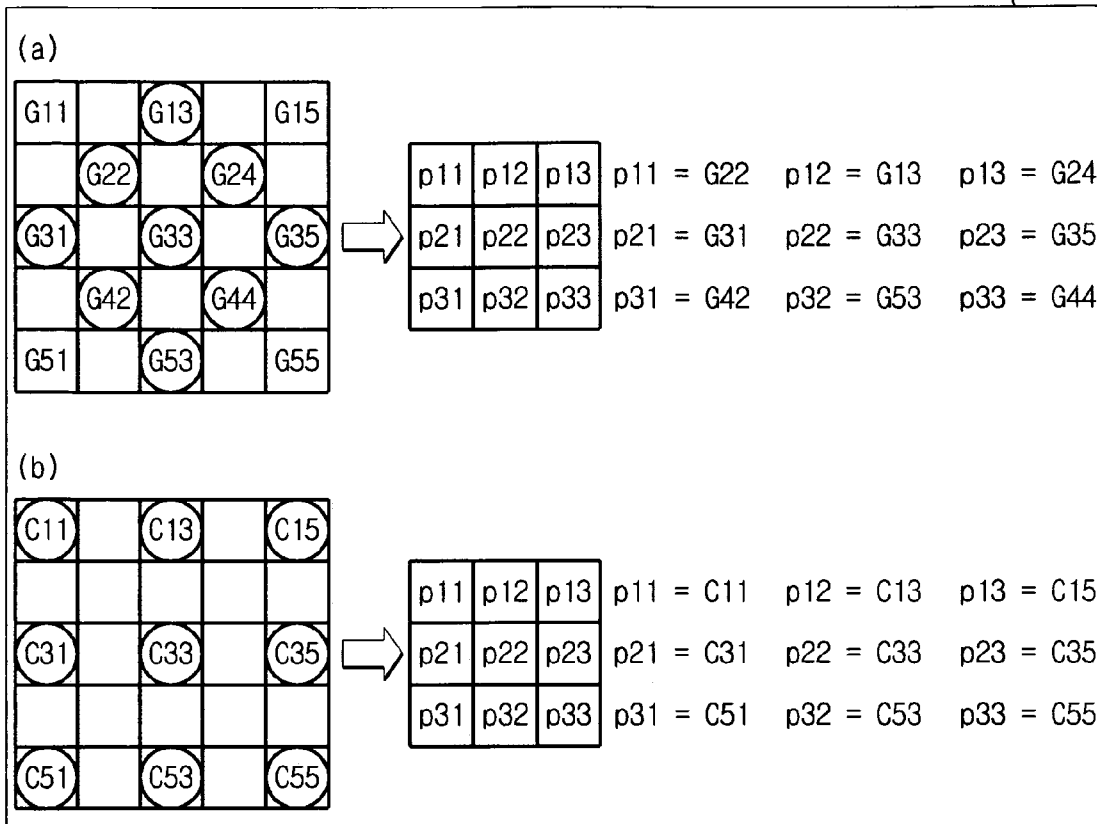 (a)
G11 G13 G15
G22 G24
G31 G33 G35
G42 G44
G51 G53 G55
p11 p12 p13 p11 = G22 p12 = G13 p13 = G24
p21 p22 p23 p21 = G31 p22 = G33 p23 = G35
p31 p32 p33 p31 = G42 p32 = G53 p33 = G44
(b)
C11 C13 C15
C31 C33 C35
C51 C53 C55
p11 p12 p13 p11 = C11 p12 = C13 p13 = C15
p21 p22 p23 p21 = C31 p22 = C33 p23 = C35
p31 p32 p33 p31 = C51 p32 = C53 p33 = C55